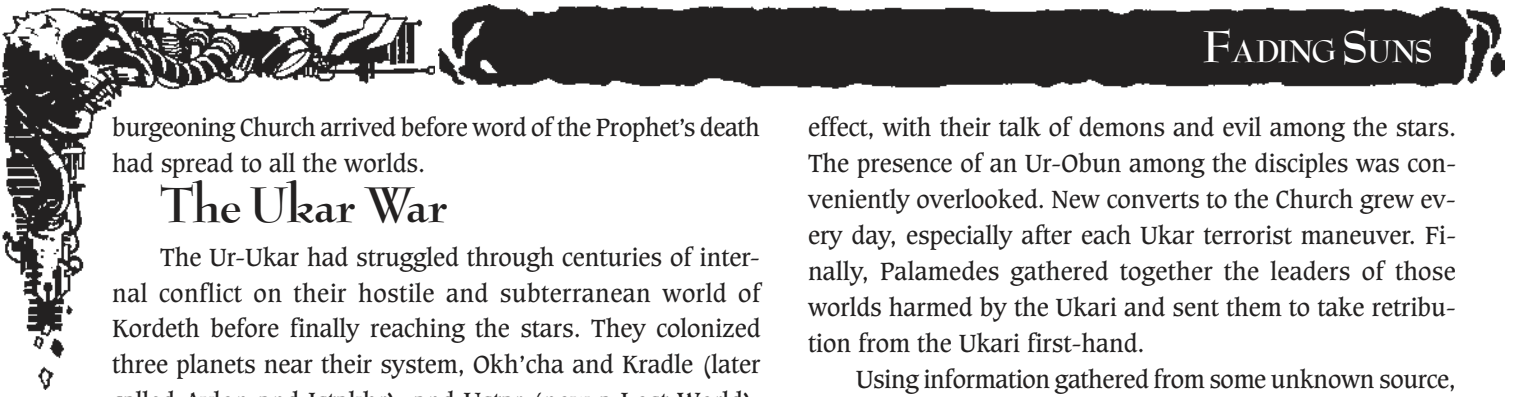 FADING SUNS
burgeoning Church arrived before word of the Prophet's death
had spread to all the worlds.
The Ukar War
The Ur-Ukar had struggled through centuries of inter-
nal conflict on their hostile and subterranean world of
Kordeth before finally reaching the stars. They colonized
three planets near their system, Okh'cha and Kradle (later
effect, with their talk of demons and evil among the stars.
The presence of an Ur-Obun among the disciples was con-
veniently overlooked. New converts to the Church grew ev-
ery day, especially after each Ukar terrorist maneuver. Fi-
nally, Palamedes gathered together the leaders of those
worlds harmed by the Ukari and sent them to take retribu-
tion from the Ukari first-hand.
Using information gathered from some unknown source,